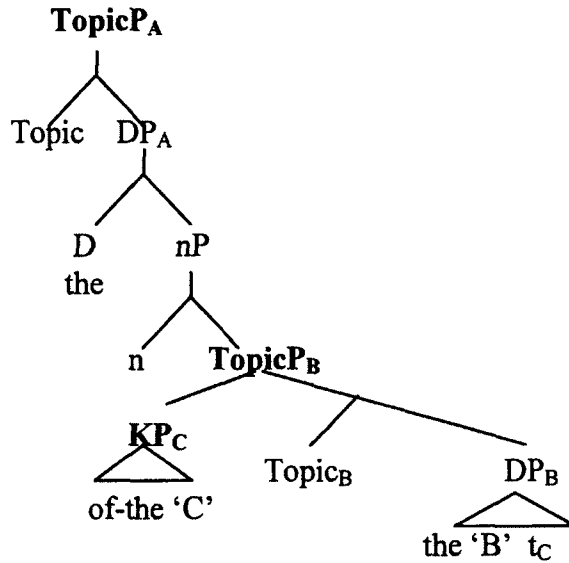 TopicP_A
Topic DP_A
D nP
the
n TopicP_B
KP_C Topic_B DP_B
of-the 'C' the 'B' t_C